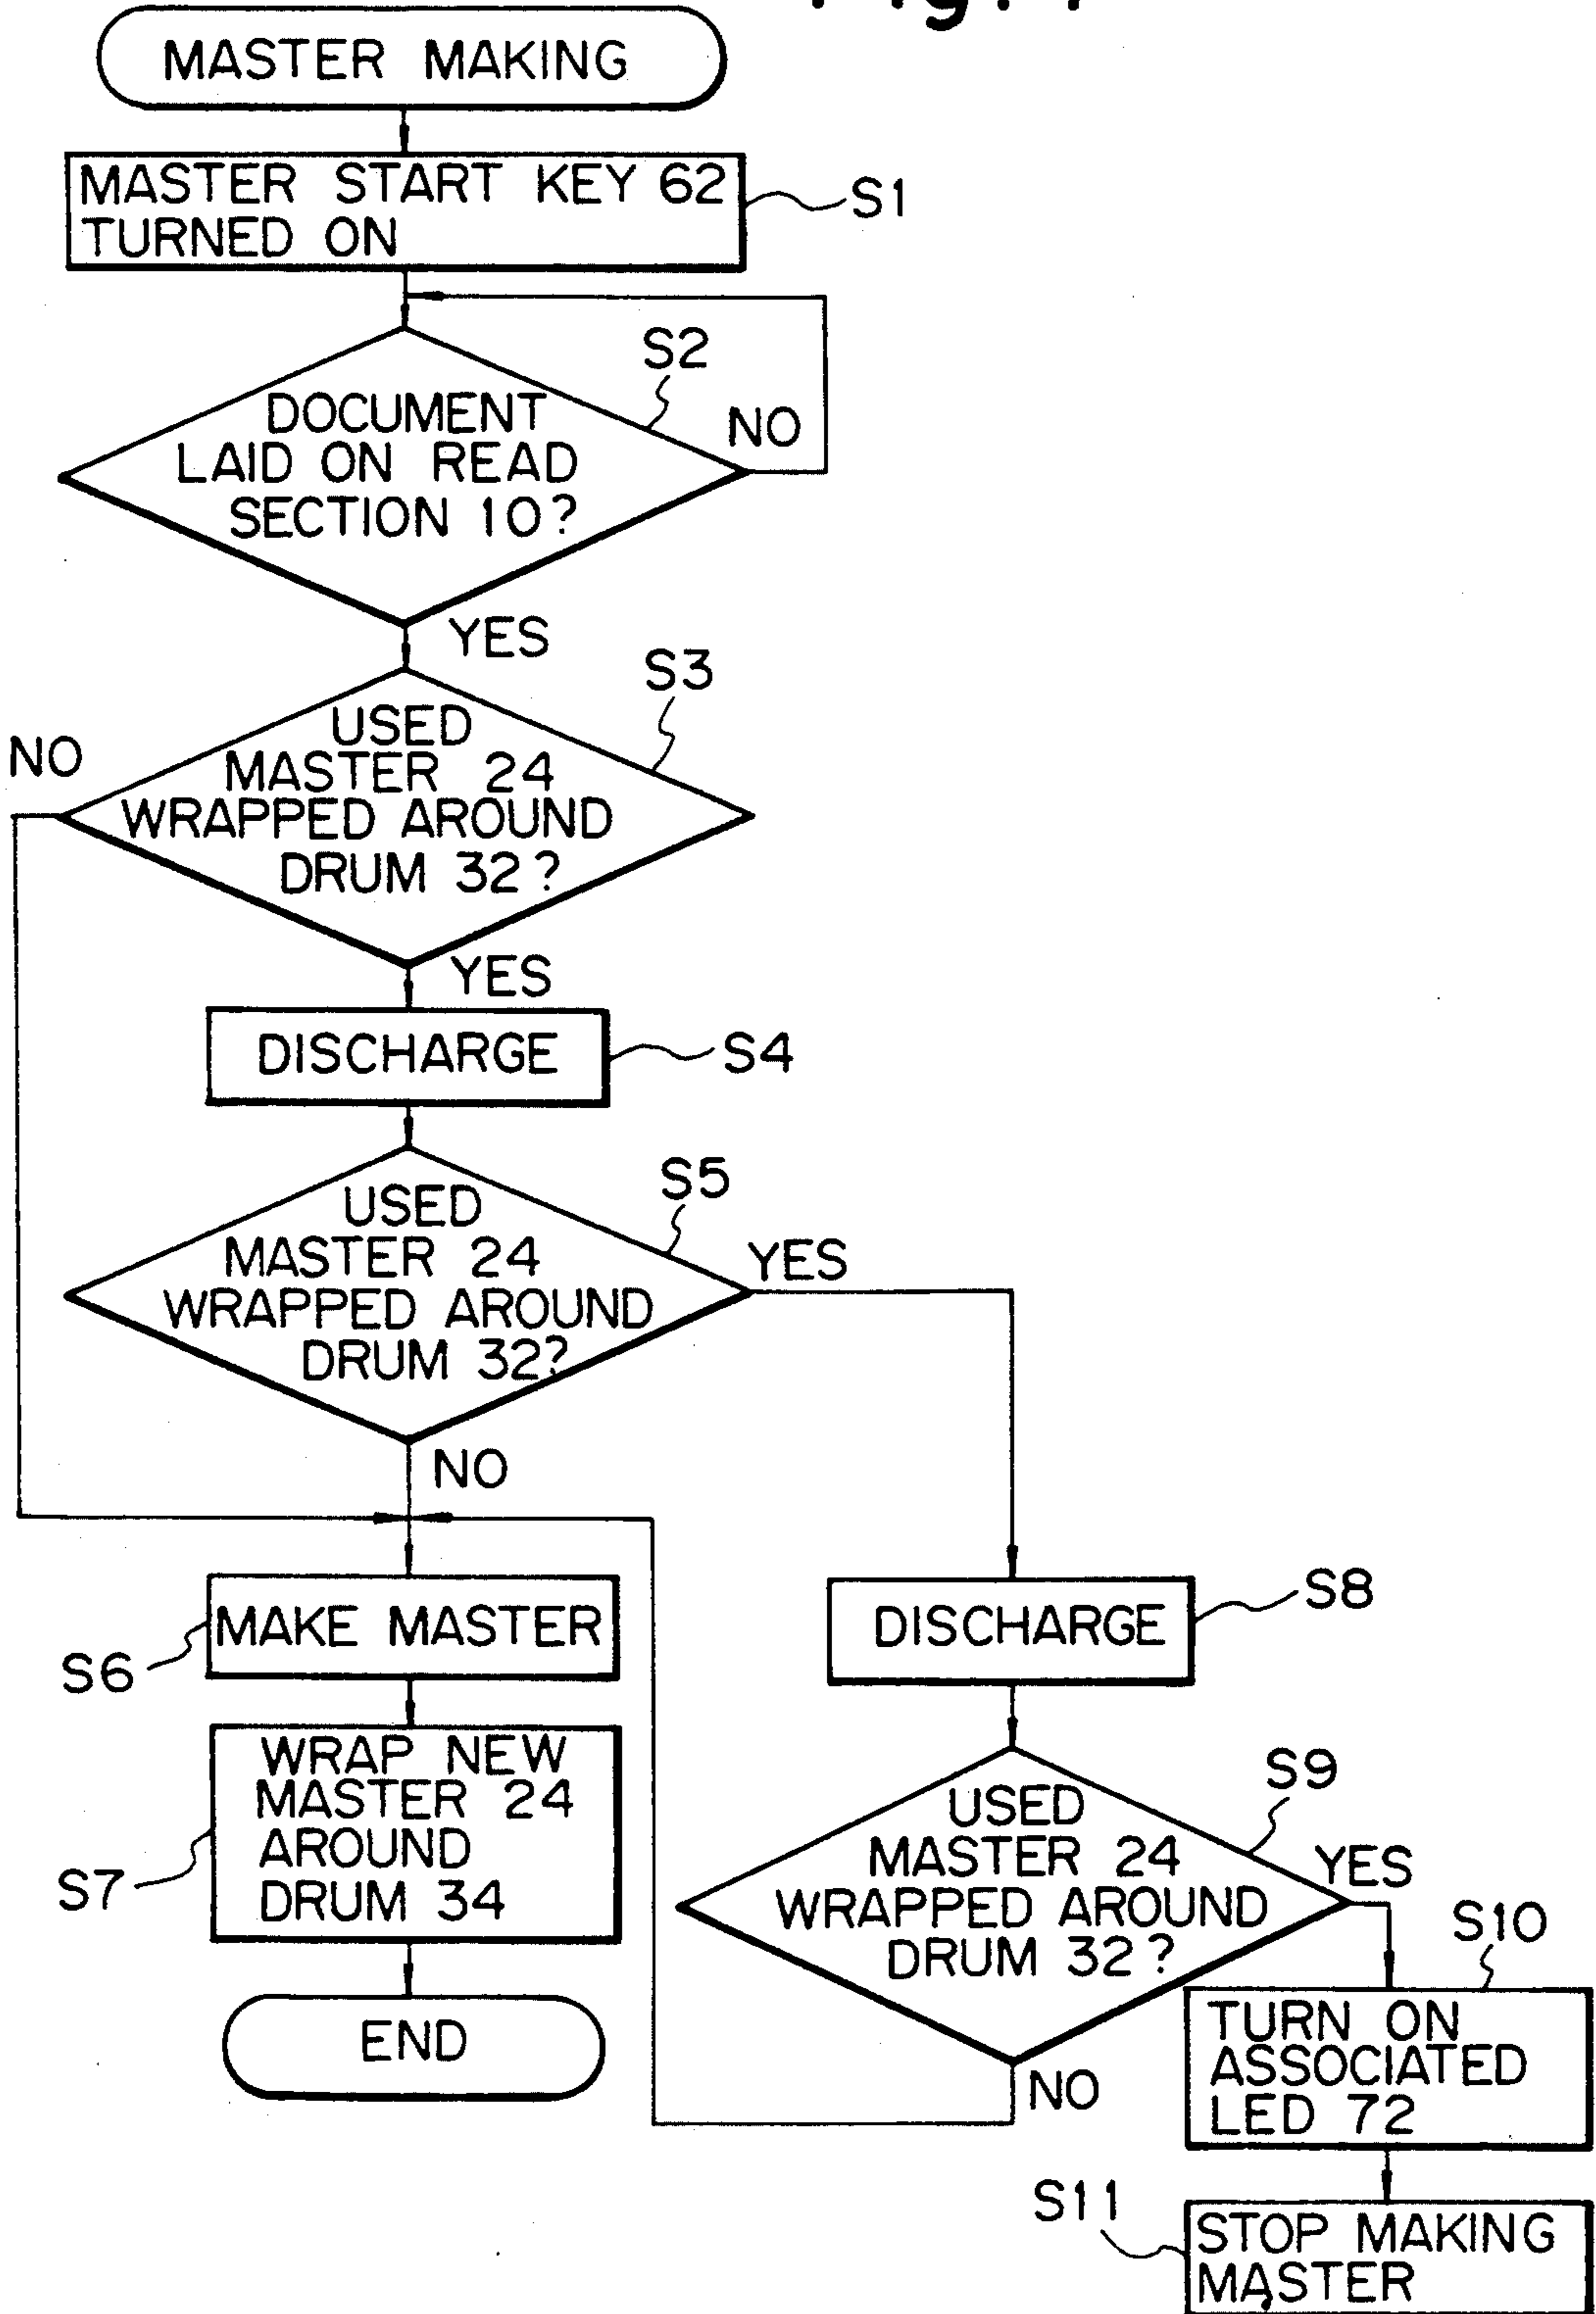 MASTER MAKING
MASTER START KEY 62
TURNED ON
S1
S2
DOCUMENT
LAID ON READ
SECTION 10?
NO
YES
S3
USED
MASTER 24
WRAPPED AROUND
DRUM 32?
NO
YES
DISCHARGE
S4
S5
USED
MASTER 24
WRAPPED AROUND
DRUM 32?
YES
NO
MAKE MASTER
S6
WRAP NEW
MASTER 24
AROUND
DRUM 34
S7
END
DISCHARGE
S8
S9
USED
MASTER 24
WRAPPED AROUND
DRUM 32?
YES
NO
S10
TURN ON
ASSOCIATED
LED 72
S11
STOP MAKING
MASTER